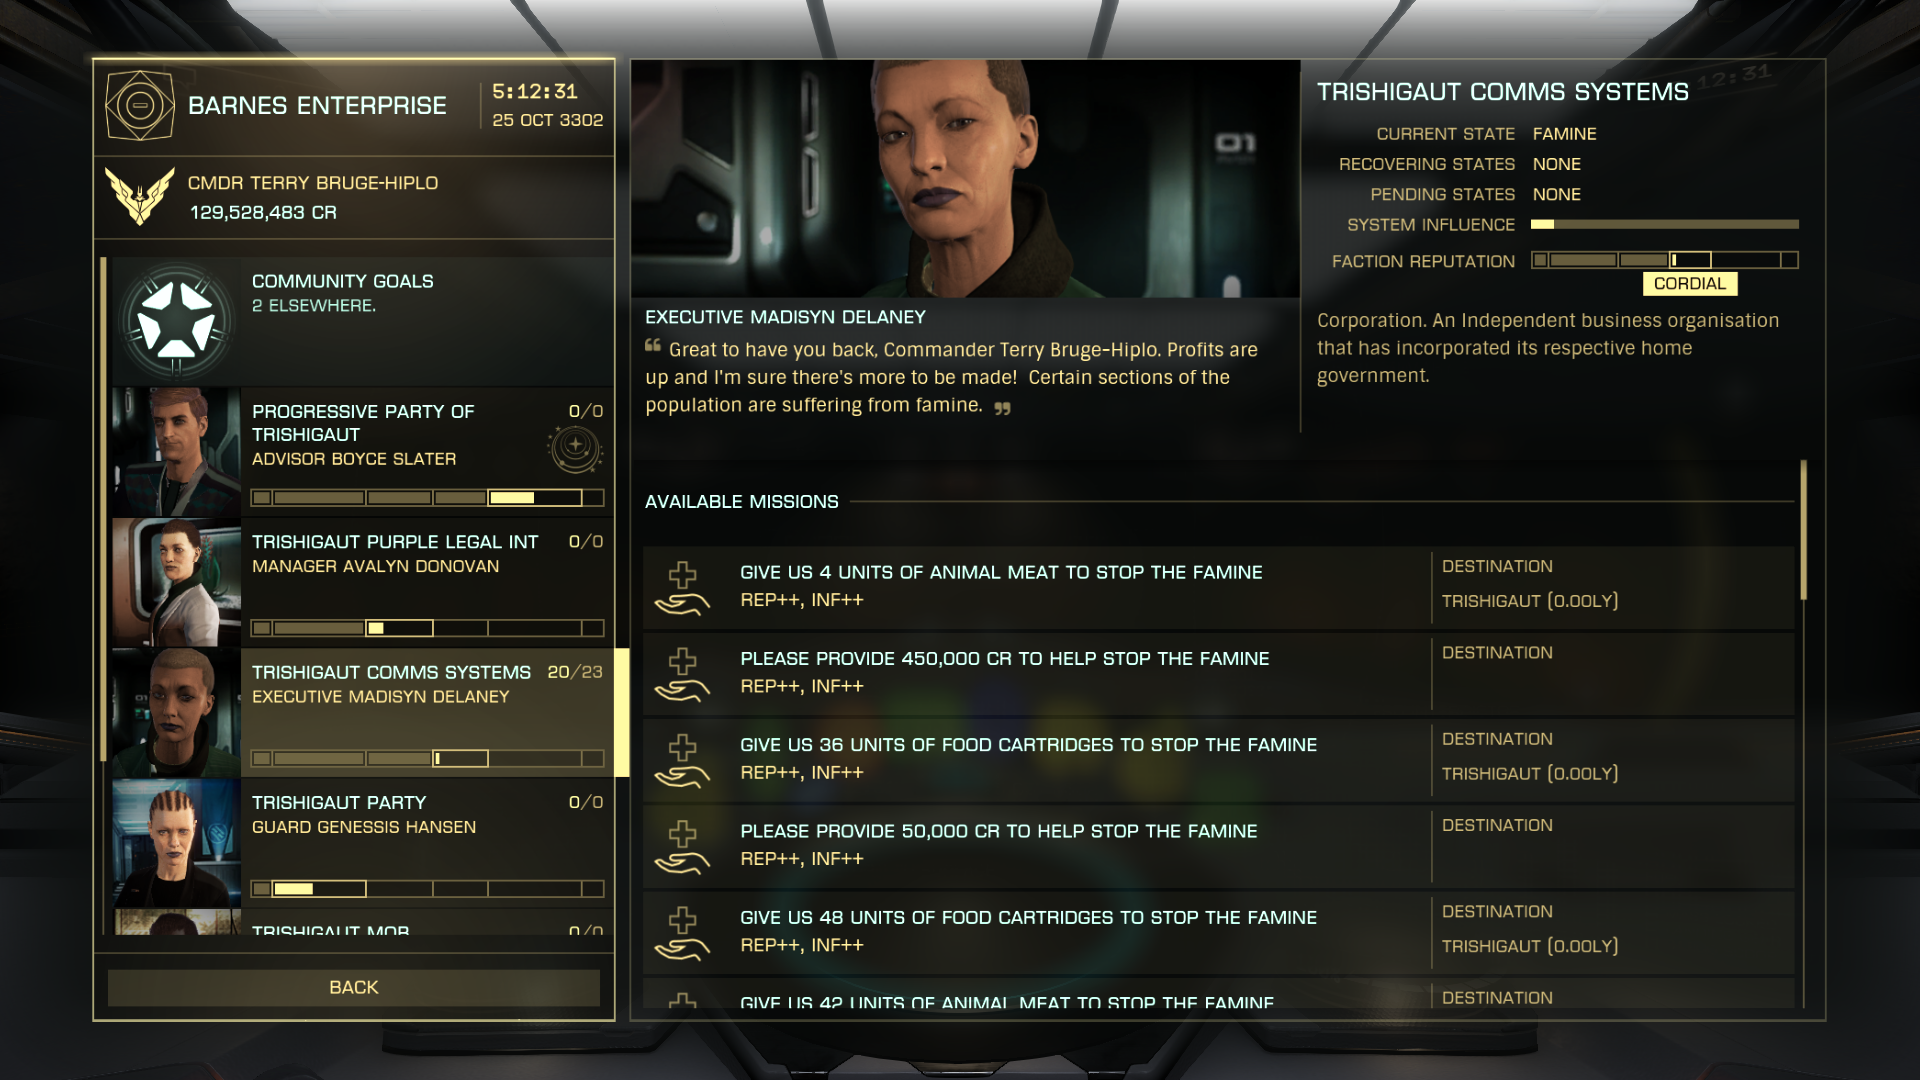 BARNES ENTERPRISE
5:12:31
25 OCT 3302
CMDR TERRY BRUGE-HIPLO
129,528,483 CR
COMMUNITY GOALS
2 ELSEWHERE.
PROGRESSIVE PARTY OF
TRISHIGAUT
0/0
ADVISOR BOYCE SLATER
TRISHIGAUT PURPLE LEGAL INT 0/0
MANAGER AVALYN DONOVAN
TRISHIGAUT COMMS SYSTEMS 20/23
EXECUTIVE MADISYN DELANEY
TRISHIGAUT PARTY 0/0
GUARD GENESSIS HANSEN
TRISHIGAUT MOB 0/0
BACK
01
EXECUTIVE MADISYN DELANEY
“ Great to have you back, Commander Terry Bruge-Hiplo. Profits are
up and I'm sure there's more to be made! Certain sections of the
population are suffering from famine. ”
12:31
TRISHIGAUT COMMS SYSTEMS
CURRENT STATE FAMINE
RECOVERING STATES NONE
PENDING STATES NONE
SYSTEM INFLUENCE
FACTION REPUTATION
CORDIAL
Corporation. An Independent business organisation
that has incorporated its respective home
government.
AVAILABLE MISSIONS
GIVE US 4 UNITS OF ANIMAL MEAT TO STOP THE FAMINE
REP++, INF++
DESTINATION
TRISHIGAUT (0.00LY)
PLEASE PROVIDE 450,000 CR TO HELP STOP THE FAMINE
REP++, INF++
DESTINATION
GIVE US 36 UNITS OF FOOD CARTRIDGES TO STOP THE FAMINE
REP++, INF++
DESTINATION
TRISHIGAUT (0.00LY)
PLEASE PROVIDE 50,000 CR TO HELP STOP THE FAMINE
REP++, INF++
DESTINATION
GIVE US 48 UNITS OF FOOD CARTRIDGES TO STOP THE FAMINE
REP++, INF++
DESTINATION
TRISHIGAUT (0.00LY)
GIVE US 42 UNITS OF ANIMAL MEAT TO STOP THE FAMINE
DESTINATION